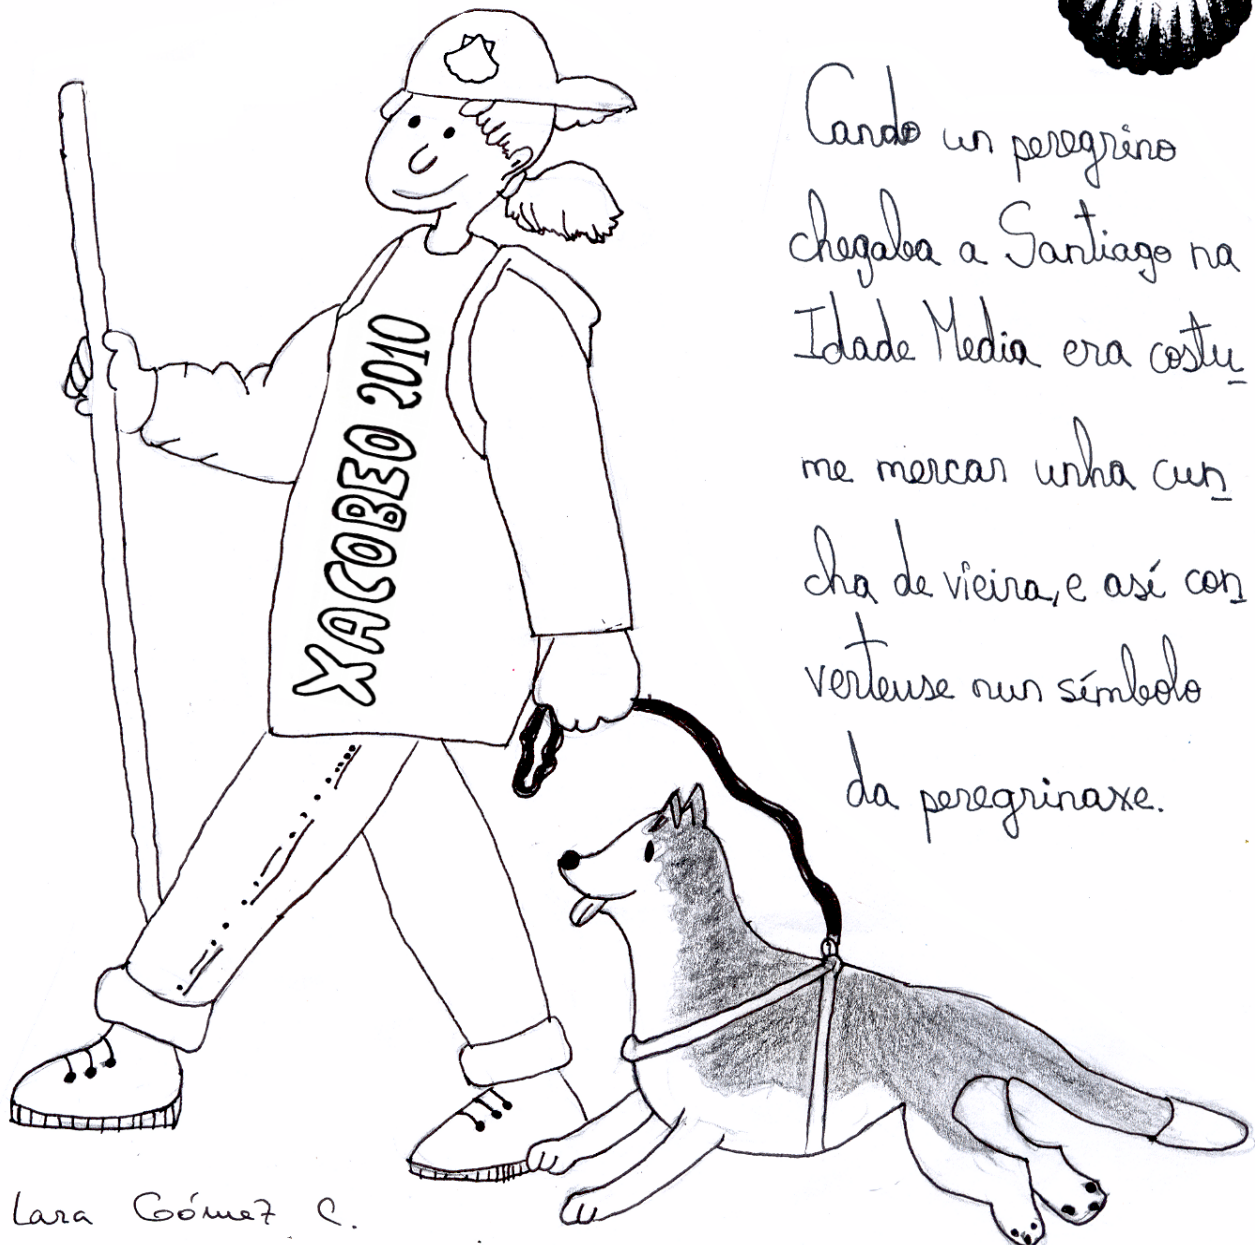 Cando un peregrino
chegaba a Santiago na
Idade Media era costu
me mercar unha cun
cha de vieira, e así con
verteuse nun símbolo
da peregrinaxe.
XACOBEO 2010
Lara Gómez C.